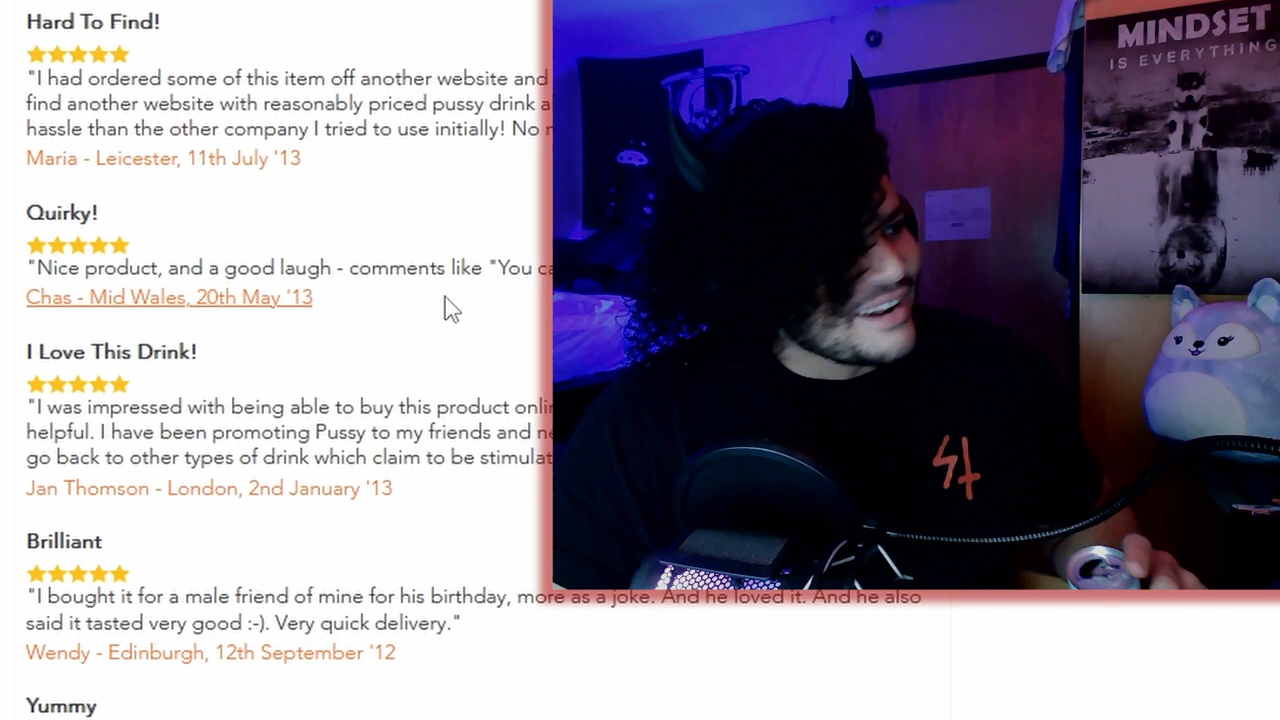 Hard To Find!
"I had ordered some of this item off another website and
find another website with reasonably priced pussy drink
hassle than the other company I tried to use initially! No
Maria - Leicester, 11th July '13
Quirky!
"Nice product, and a good laugh - comments like "You
Chas - Mid Wales, 20th May '13
I Love This Drink!
"I was impressed with being able to buy this product
helpful. I have been promoting Pussy to my friends and
go back to other types of drink which claim to be
Jan Thomson - London, 2nd January '13
Brilliant
"I bought it for a male friend of mine for his birthday, more as a joke. And he loved it. And he also
said it tasted very good :-). Very quick delivery."
Wendy - Edinburgh, 12th September '12
Yummy
MINDSET
IS EVERYTHING